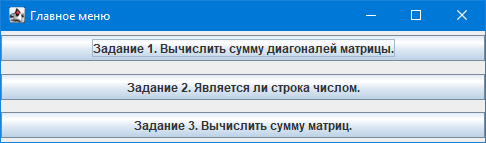 Главное меню
Задание 1. Вычислить сумму диагоналей матрицы.
Задание 2. Является ли строка числом.
Задание 3. Вычислить сумму матриц.